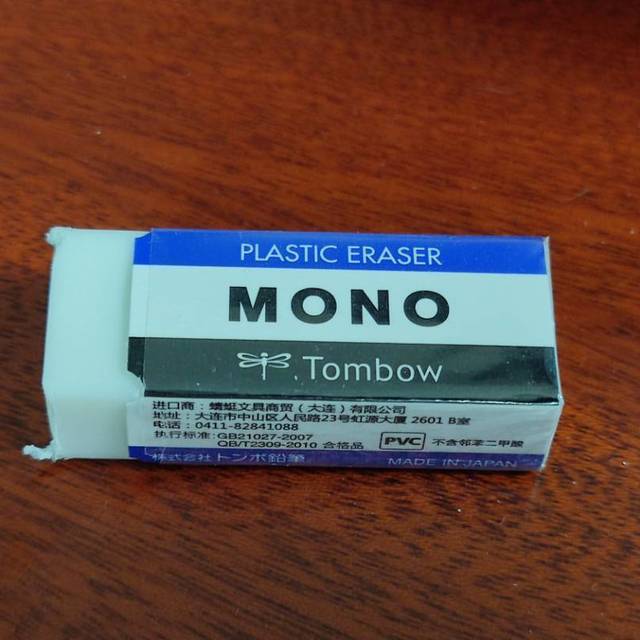 PLASTIC ERASER
MONO
Tombow
进口商：蜻蜓文具商贸（大连）有限公司
地址：大连市中山区人民路23号虹源大厦 2601 B室
电话：0411-82841088
执行标准:GB21027-2007
QB/T2309-2010 合格品 PVC 不含邻苯二甲酸
株式会社 トンボ鉛筆 MADE IN JAPAN